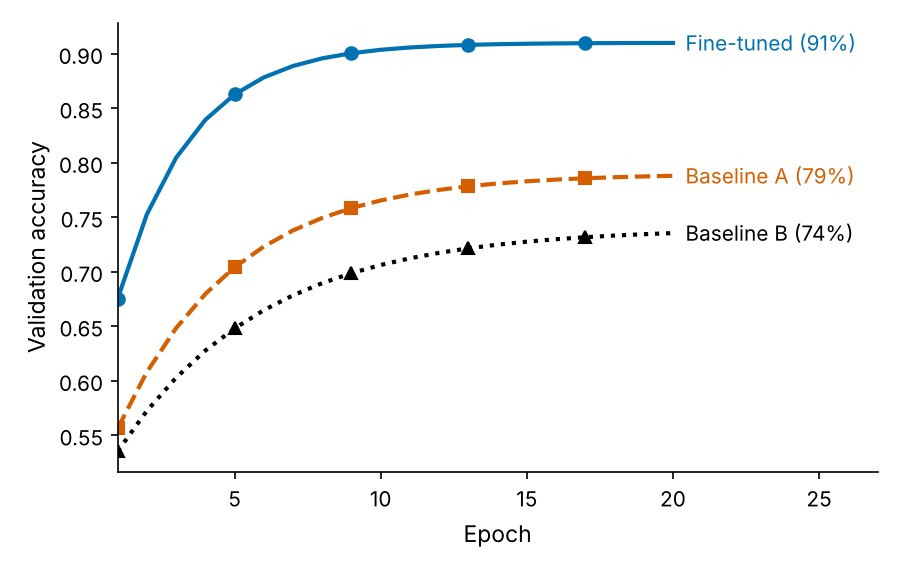 Validation accuracy
0.90
0.85
0.80
0.75
0.70
0.65
0.60
0.55
Fine-tuned (91%)
Baseline A (79%)
Baseline B (74%)
5 10 15 20 25
Epoch